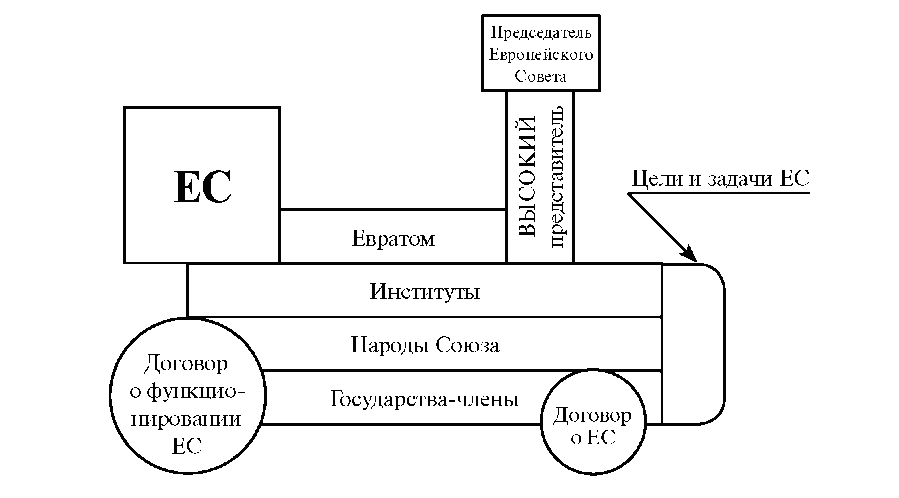 Председатель
Европейского
Совета
ВЫСОКИЙ
представитель
ЕС
Цели и задачи ЕС
Евратом
Институты
Народы Союза
Договор
о функцио-
нировании
ЕС
Государства-члены
Договор
о ЕС